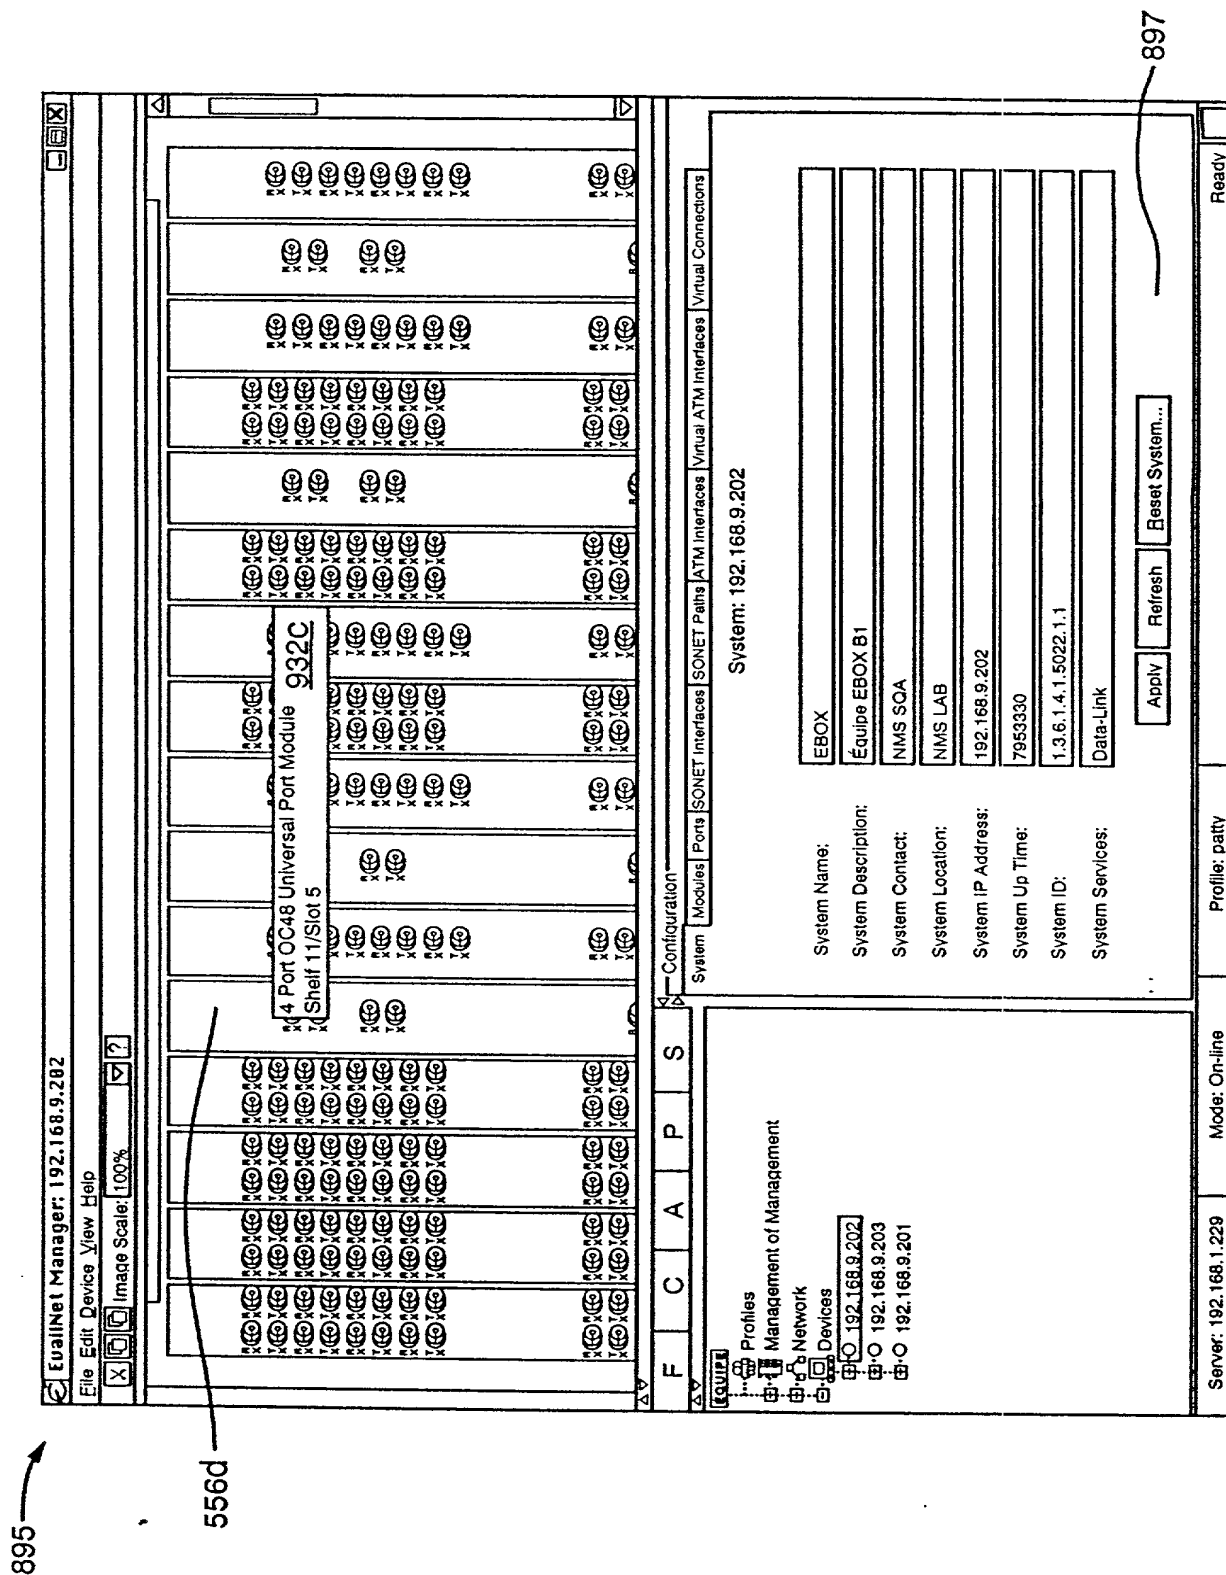 895
EualNet Manager: 192.168.9.202
File Edit Device View Help
Image Scale: 100% ?
556d
4 Port OC48 Universal Port Module 932C
Shelf 11/Slot 5
F C A P S
EQUIPE
Profiles
Management of Management
Network
Devices
192.168.9.202
192.168.9.203
192.168.9.201
Configuration
System Modules Ports SONET Interfaces SONET Paths ATM Interfaces Virtual ATM Interfaces Virtual Connections
System: 192.168.9.202
System Name: EBOX
System Description: Équipe EBOX B1
System Contact: NMS SQA
System Location: NMS LAB
System IP Address: 192.168.9.202
System Up Time: 7953330
System ID: 1.3.6.1.4.1.5022.1.1
System Services: Data-Link
Apply Refresh Reset System...
897
Server: 192.168.1.229 Mode: On-line Profile: patty Ready